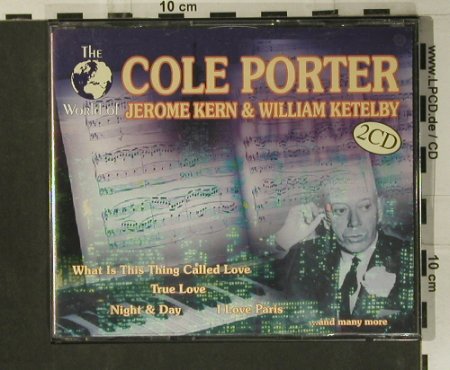 10 cm
The
World of
COLE PORTER
JEROME KERN & WILLIAM KETELBY
2CD
What Is This Thing Called Love
True Love
Night & Day
I Love Paris
...and many more
www.LPCD.de / CD
10 cm